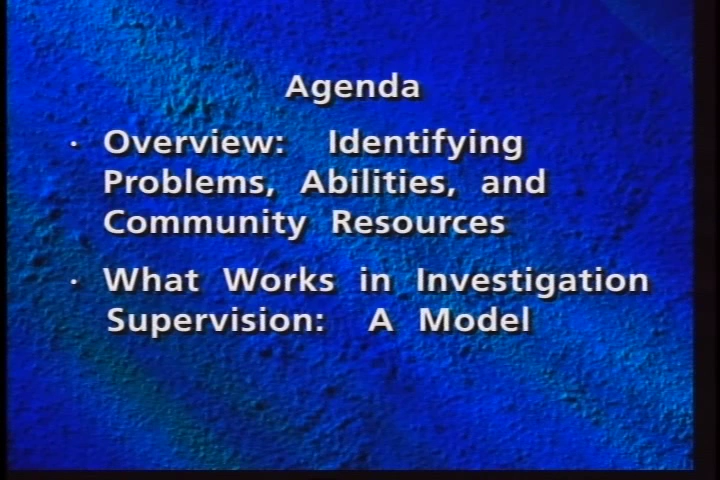 Agenda
· Overview: Identifying
Problems, Abilities, and
Community Resources
· What Works in Investigation
Supervision: A Model